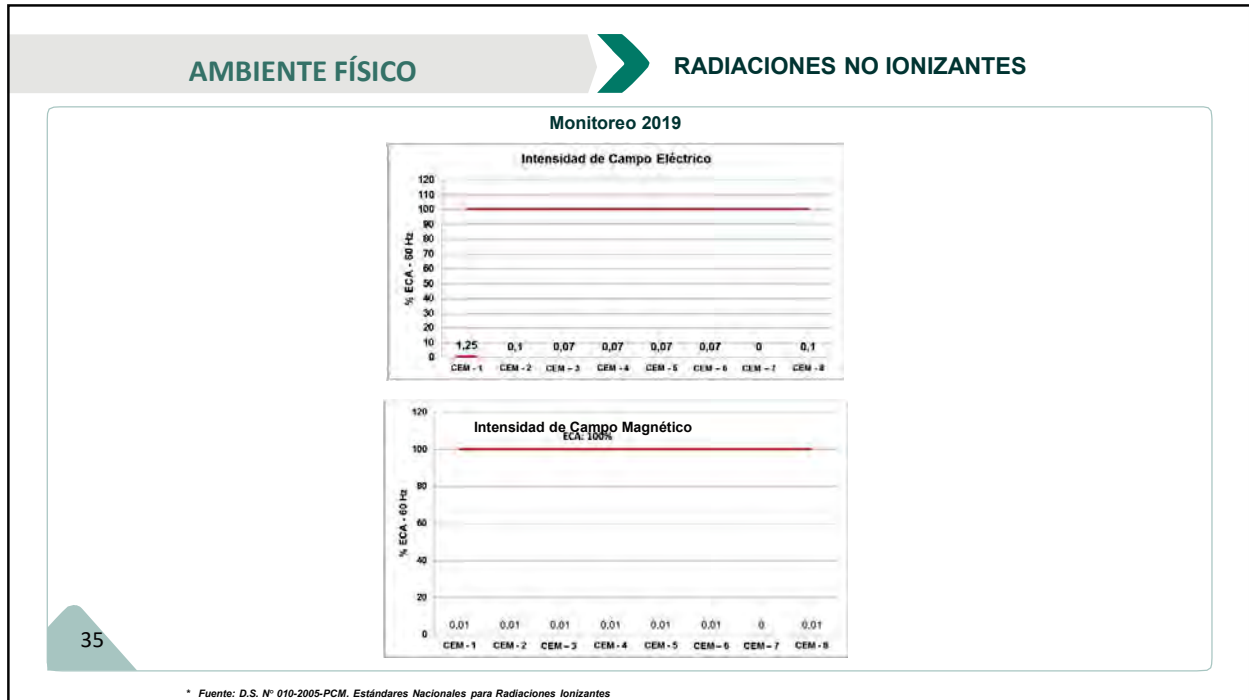 AMBIENTE FÍSICO
RADIACIONES NO IONIZANTES
Monitoreo 2019
Intensidad de Campo Eléctrico
% ECA - 60 Hz
120
110
100
90
80
70
60
50
40
30
20
10
0
1,25 0,1 0,07 0,07 0,07 0,07 0 0,1
CEM - 1 CEM - 2 CEM – 3 CEM - 4 CEM - 5 CEM – 6 CEM – 7 CEM - 8
Intensidad de Campo Magnético
ECA: 100%
% ECA - 60 Hz
120
100
80
60
40
20
0
0,01 0,01 0,01 0,01 0,01 0,01 0 0,01
CEM - 1 CEM - 2 CEM – 3 CEM - 4 CEM - 5 CEM – 6 CEM – 7 CEM - 8
35
* Fuente: D.S. N° 010-2005-PCM. Estándares Nacionales para Radiaciones Ionizantes